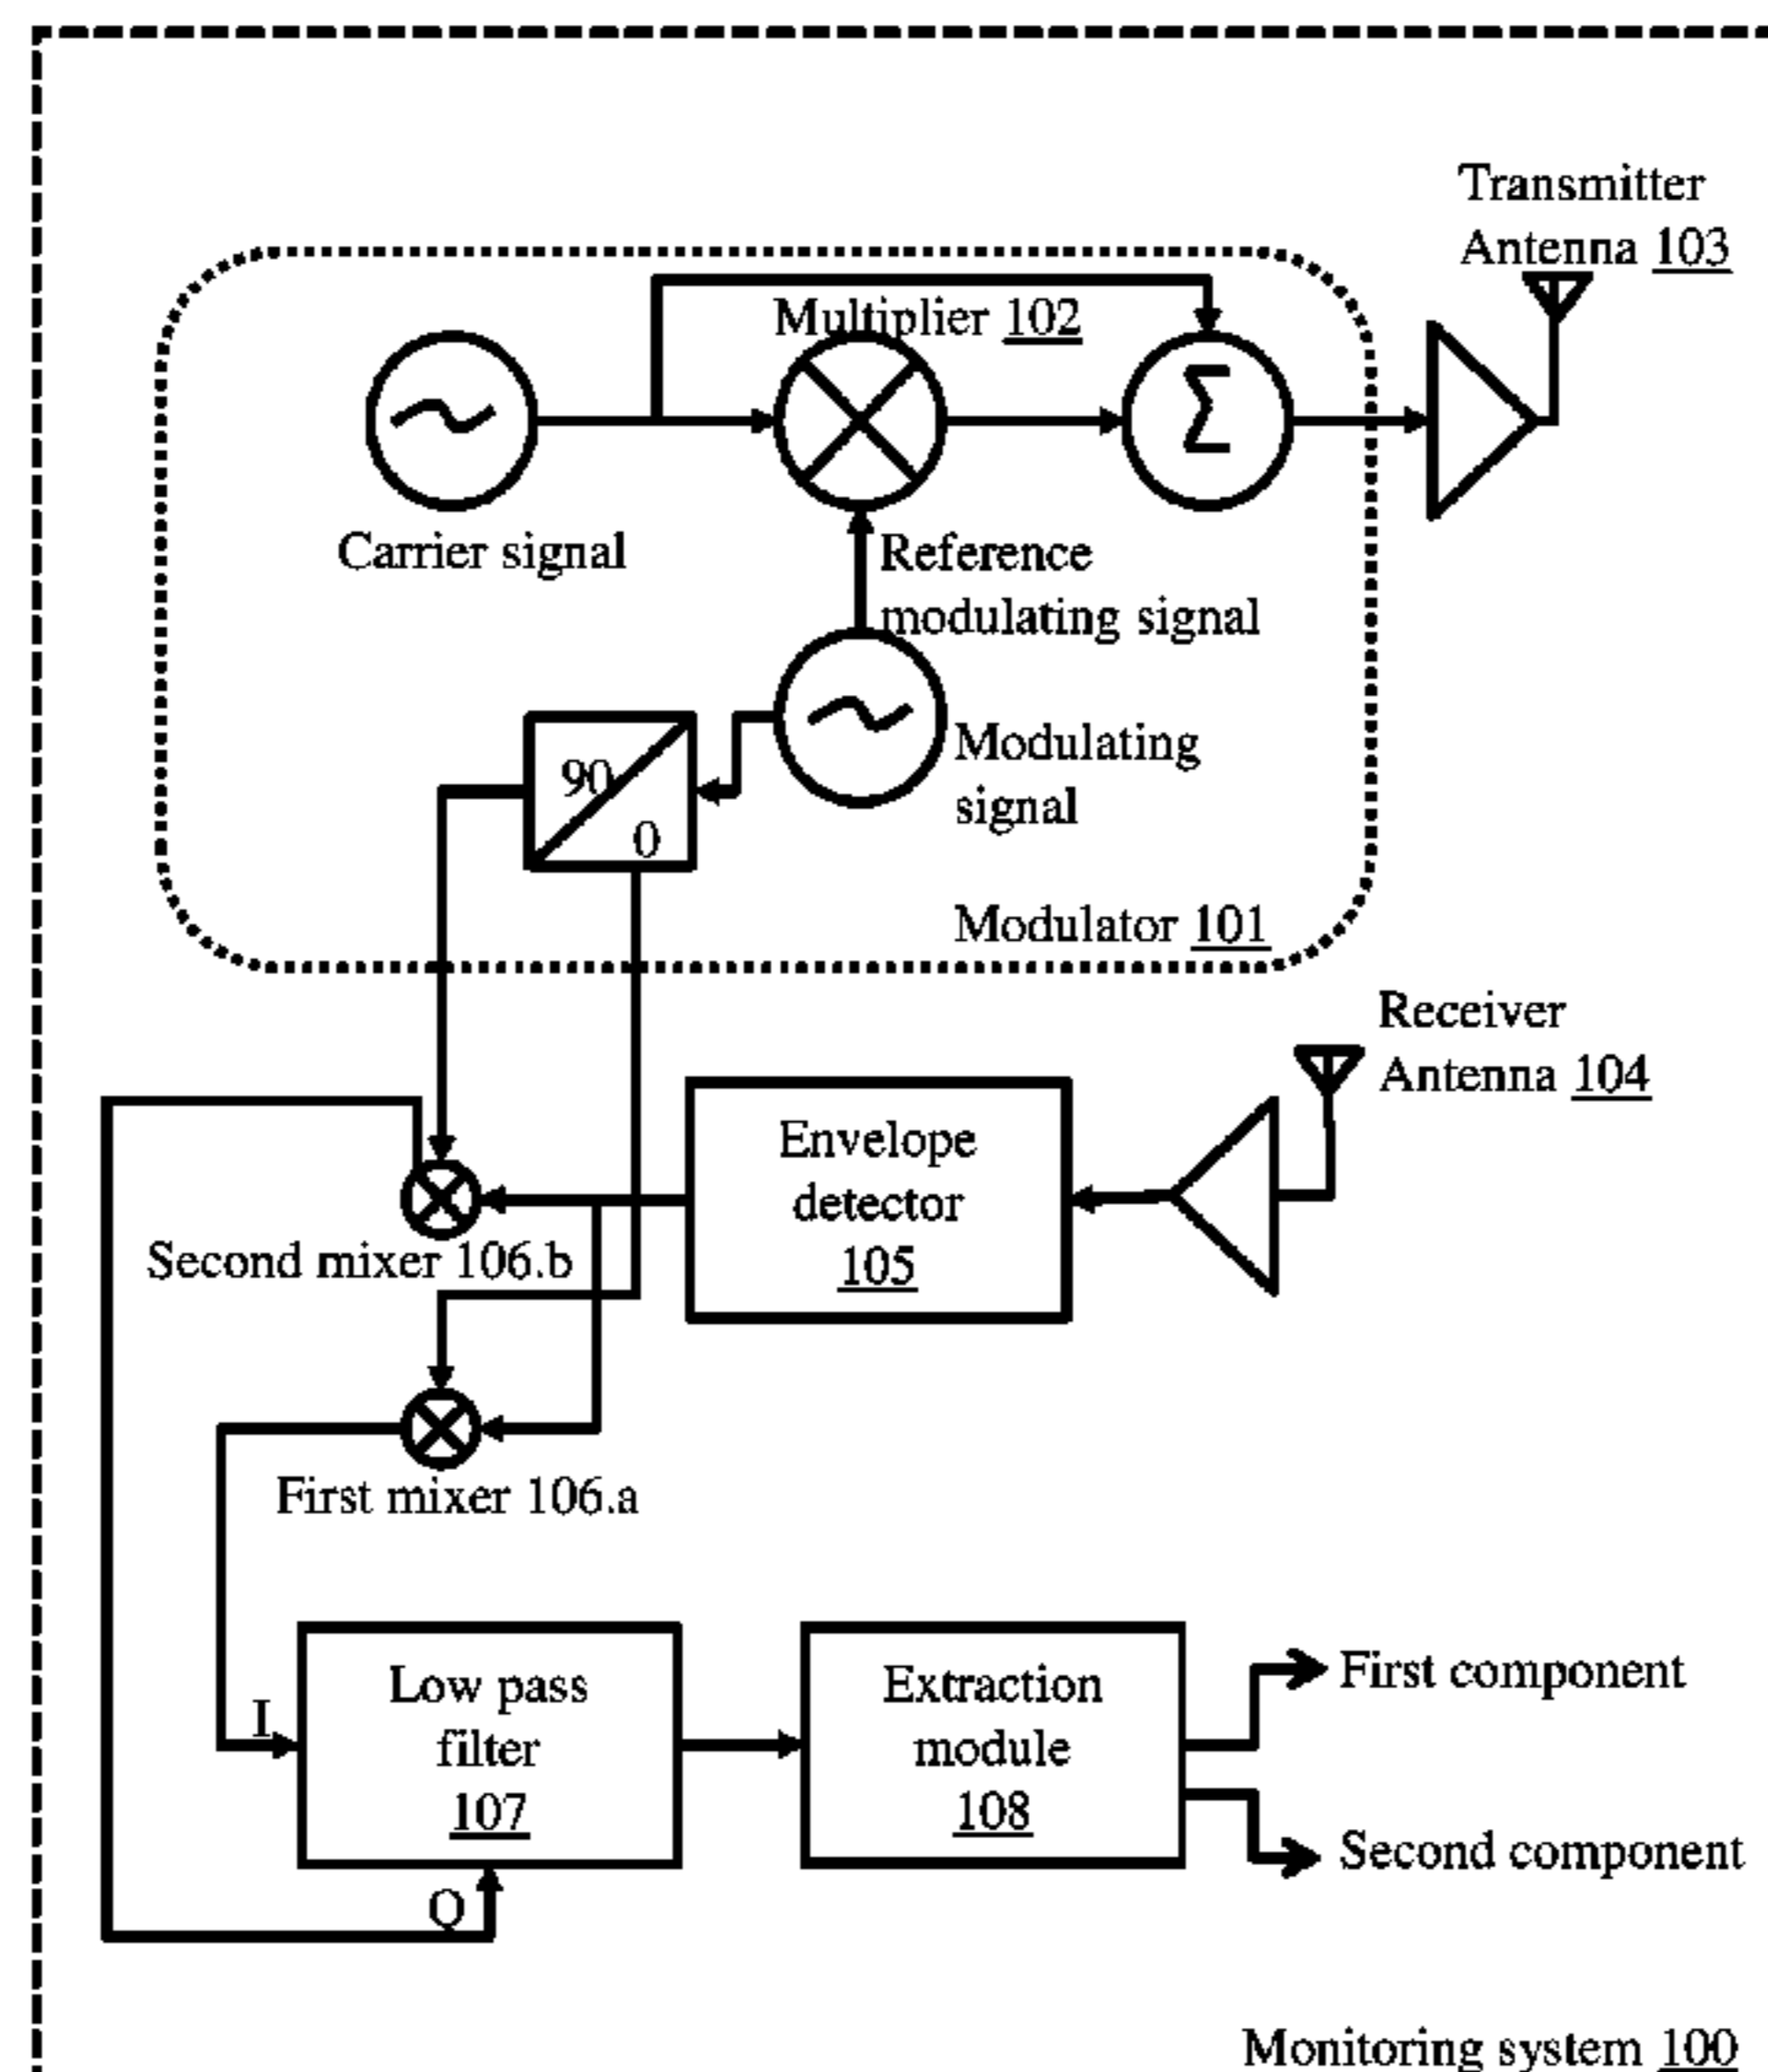 Transmitter
Antenna 103
Multiplier 102
Σ
Carrier signal
Reference
modulating signal
90
0
Modulating
signal
Modulator 101
Receiver
Antenna 104
Envelope
detector
105
Second mixer 106.b
First mixer 106.a
I
Low pass
filter
107
Q
Extraction
module
108
First component
Second component
Monitoring system 100